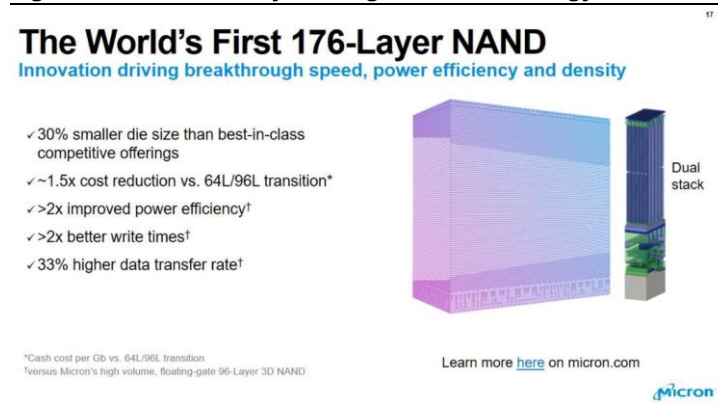 17
The World's First 176-Layer NAND
Innovation driving breakthrough speed, power efficiency and density
✓30% smaller die size than best-in-class
competitive offerings
✓~1.5x cost reduction vs. 64L/96L transition*
✓>2x improved power efficiency†
✓>2x better write times†
✓33% higher data transfer rate†
Dual
stack
*Cash cost per Gb vs. 64L/96L transition
†versus Micron's high volume, floating-gate 96-Layer 3D NAND
Learn more here on micron.com
Micron